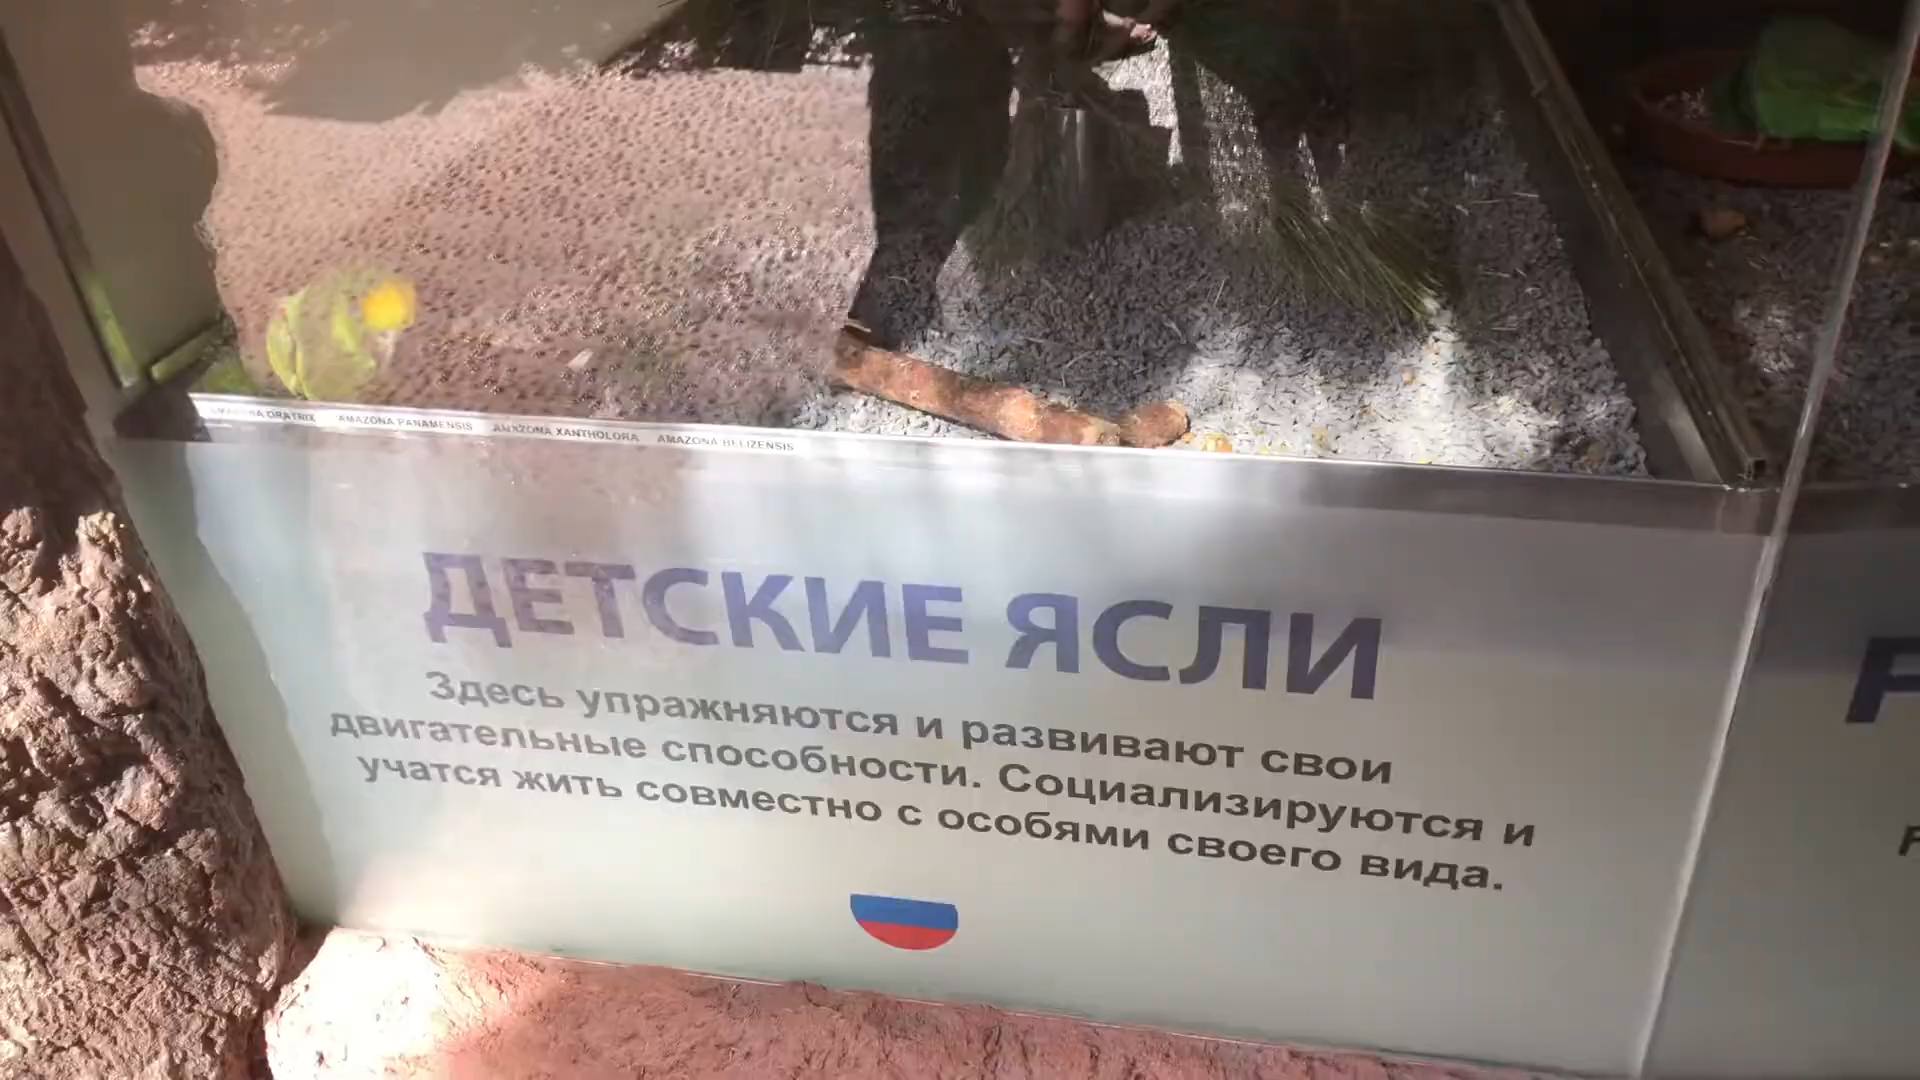 AMAZONA ORATRIX AMAZONA PANAMENSIS AMAZONA XANTHOLORA AMAZONA BELIZENSIS
ДЕТСКИЕ ЯСЛИ
Здесь упражняются и развивают свои
двигательные способности. Социализируются и
учатся жить совместно с особями своего вида.